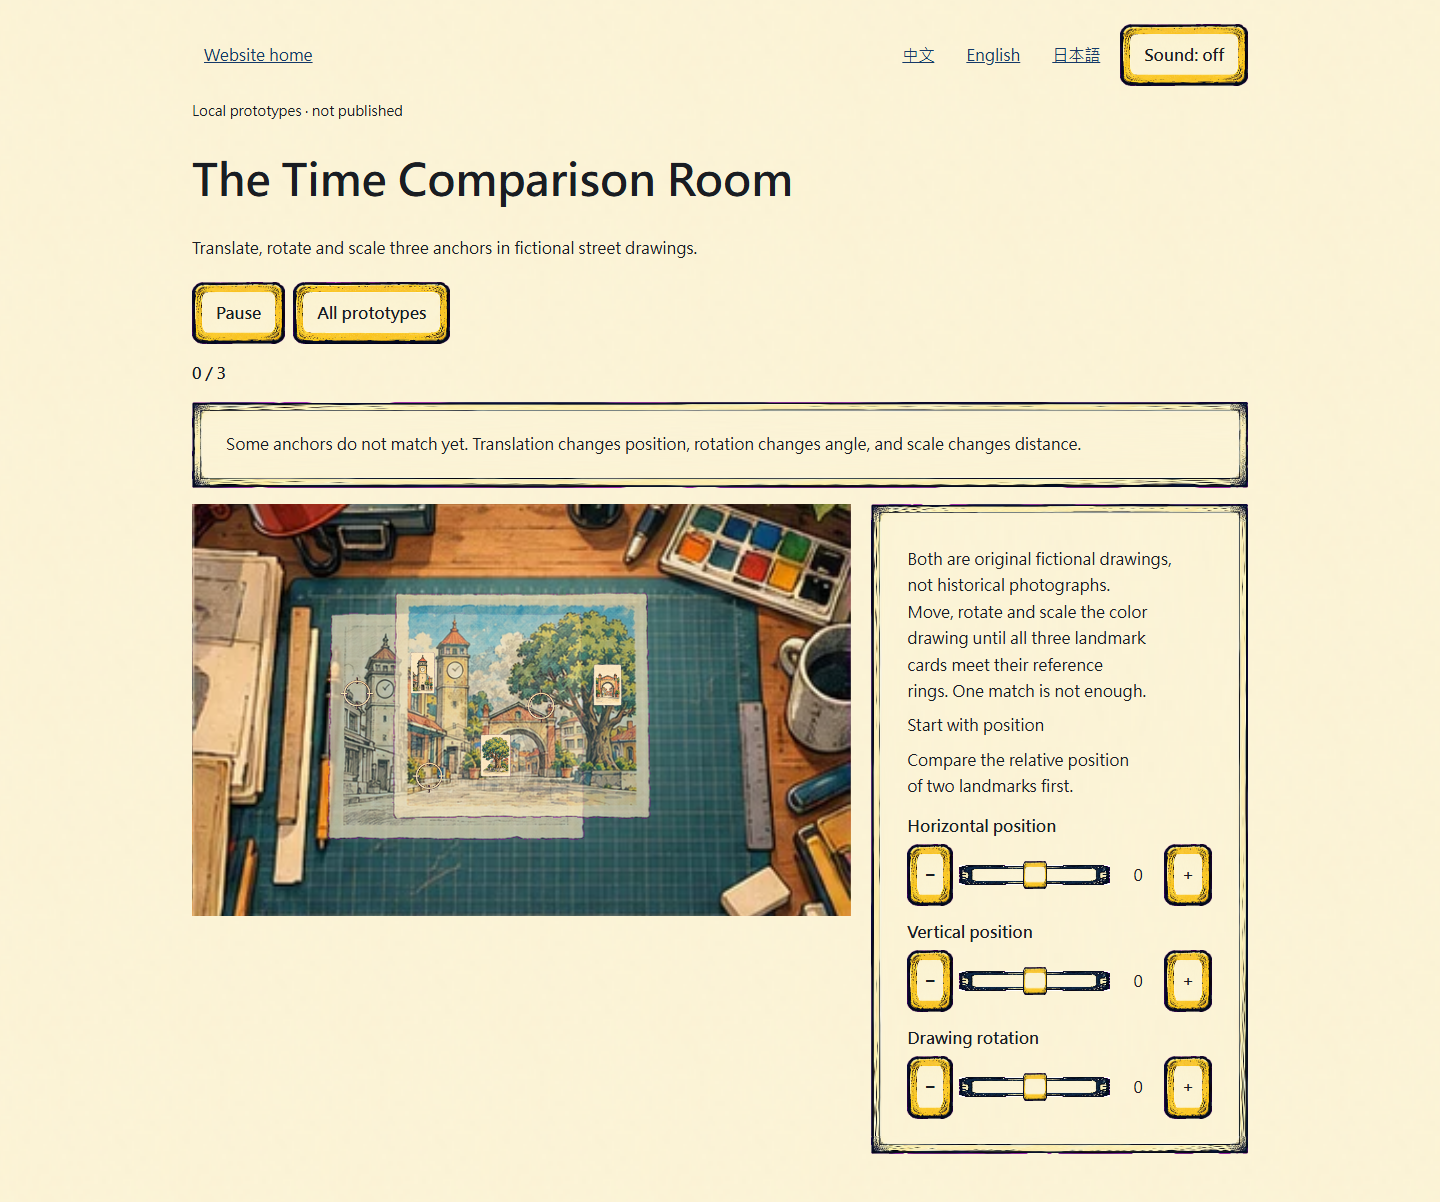 Website home
中文 English 日本語 Sound: off
Local prototypes · not published
The Time Comparison Room
Translate, rotate and scale three anchors in fictional street drawings.
Pause All prototypes
0 / 3
Some anchors do not match yet. Translation changes position, rotation changes angle, and scale changes distance.
Both are original fictional drawings,
not historical photographs.
Move, rotate and scale the color
drawing until all three landmark
cards meet their reference
rings. One match is not enough.
Start with position
Compare the relative position
of two landmarks first.
Horizontal position
− 0 +
Vertical position
− 0 +
Drawing rotation
− 0 +